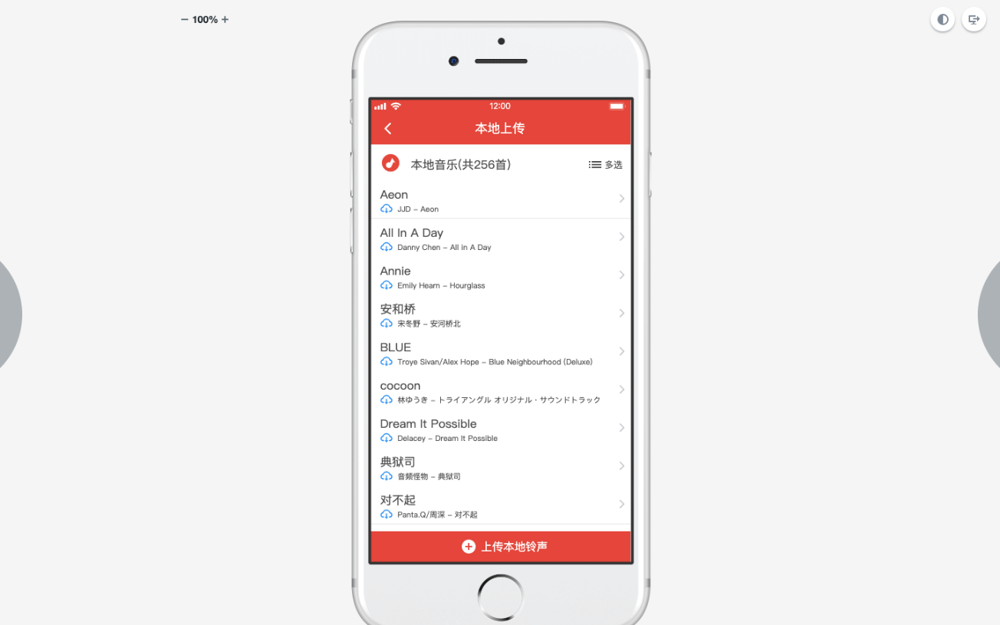 100%
12:00
本地上传
本地音乐(共256首)
多选
Aeon
JJD - Aeon
All In A Day
Danny Chen - All in A Day
Annie
Emily Hearn - Hourglass
安和桥
宋冬野 - 安河桥北
BLUE
Troye Sivan/Alex Hope - Blue Neighbourhood (Deluxe)
cocoon
林ゆうき - トライアングル オリジナル・サウンドトラック
Dream It Possible
Delacey - Dream It Possible
典狱司
音频怪物 - 典狱司
对不起
Panta.Q/周深 - 对不起
上传本地铃声